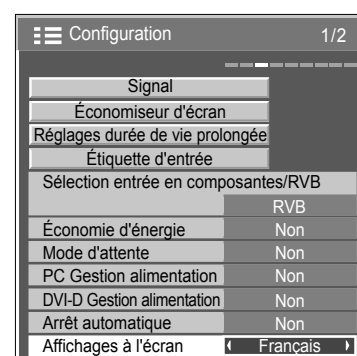 Configuration 1/2
Signal
Économiseur d'écran
Réglages durée de vie prolongée
Étiquette d'entrée
Sélection entrée en composantes/RVB
RVB
Économie d'énergie Non
Mode d'attente Non
PC Gestion alimentation Non
DVI-D Gestion alimentation Non
Arrêt automatique Non
Affichages à l'écran Français